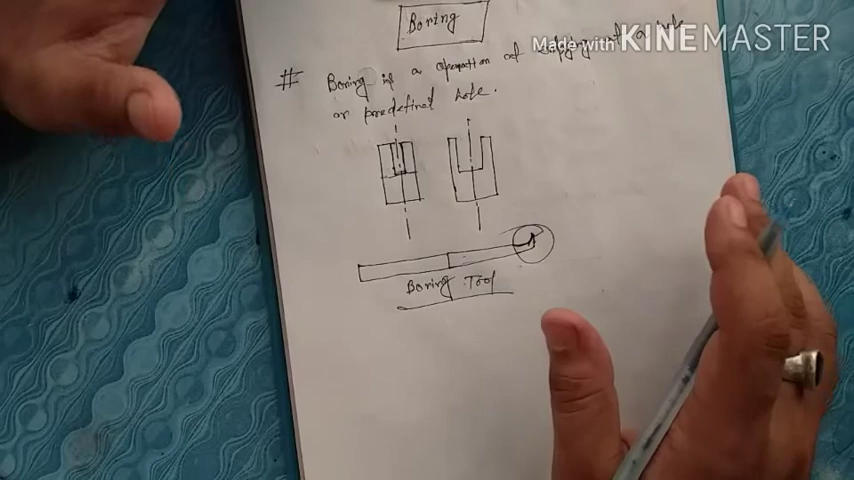 Boring
Made with KINEMASTER
# Boring is a operation of
or predefined hole.
Boring Tool